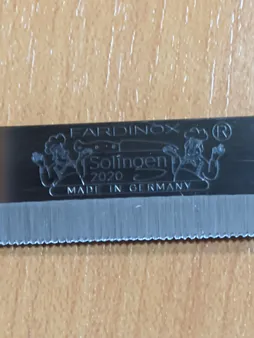 FARDINOX
®
Solingen
2020
MADE IN GERMANY